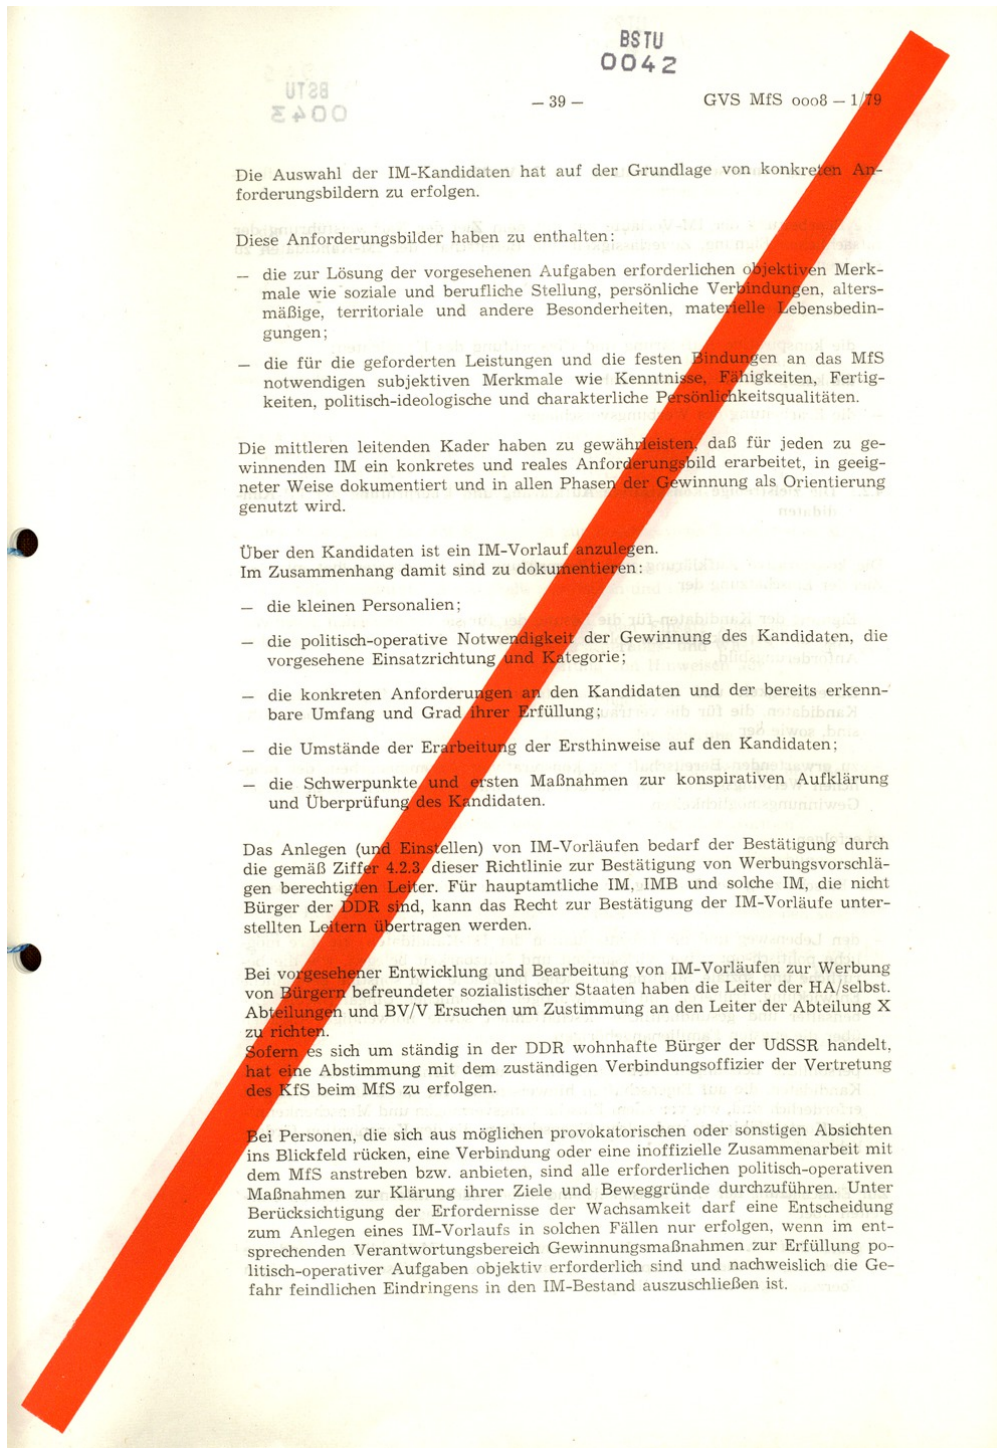 BSTU
0042
BSTU
0043
— 39 —
GVS MfS ooo8 — 1/79
Die Auswahl der IM-Kandidaten hat auf der Grundlage von konkreten An-
forderungsbildern zu erfolgen.
Diese Anforderungsbilder haben zu enthalten:
— die zur Lösung der vorgesehenen Aufgaben erforderlichen objektiven Merk-
male wie soziale und berufliche Stellung, persönliche Verbindungen, alters-
mäßige, territoriale und andere Besonderheiten, materielle Lebensbedin-
gungen;
— die für die geforderten Leistungen und die festen Bindungen an das MfS
notwendigen subjektiven Merkmale wie Kenntnisse, Fähigkeiten, Fertig-
keiten, politisch-ideologische und charakterliche Persönlichkeitsqualitäten.
Die mittleren leitenden Kader haben zu gewährleisten, daß für jeden zu ge-
winnenden IM ein konkretes und reales Anforderungsbild erarbeitet, in geeig-
neter Weise dokumentiert und in allen Phasen der Gewinnung als Orientierung
genutzt wird.
Über den Kandidaten ist ein IM-Vorlauf anzulegen.
Im Zusammenhang damit sind zu dokumentieren:
— die kleinen Personalien;
— die politisch-operative Notwendigkeit der Gewinnung des Kandidaten, die
vorgesehene Einsatzrichtung und Kategorie;
— die konkreten Anforderungen an den Kandidaten und der bereits erkenn-
bare Umfang und Grad ihrer Erfüllung;
— die Umstände der Erarbeitung der Ersthinweise auf den Kandidaten;
— die Schwerpunkte und ersten Maßnahmen zur konspirativen Aufklärung
und Überprüfung des Kandidaten.
Das Anlegen (und Einstellen) von IM-Vorläufen bedarf der Bestätigung durch
die gemäß Ziffer 4.2.3. dieser Richtlinie zur Bestätigung von Werbungsvorschlä-
gen berechtigten Leiter. Für hauptamtliche IM, IMB und solche IM, die nicht
Bürger der DDR sind, kann das Recht zur Bestätigung der IM-Vorläufe unter-
stellten Leitern übertragen werden.
Bei vorgesehener Entwicklung und Bearbeitung von IM-Vorläufen zur Werbung
von Bürgern befreundeter sozialistischer Staaten haben die Leiter der HA/selbst.
Abteilungen und BV/V Ersuchen um Zustimmung an den Leiter der Abteilung X
zu richten.
Sofern es sich um ständig in der DDR wohnhafte Bürger der UdSSR handelt,
hat eine Abstimmung mit dem zuständigen Verbindungsoffizier der Vertretung
des KfS beim MfS zu erfolgen.
Bei Personen, die sich aus möglichen provokatorischen oder sonstigen Absichten
ins Blickfeld rücken, eine Verbindung oder eine inoffizielle Zusammenarbeit mit
dem MfS anstreben bzw. anbieten, sind alle erforderlichen politisch-operativen
Maßnahmen zur Klärung ihrer Ziele und Beweggründe durchzuführen. Unter
Berücksichtigung der Erfordernisse der Wachsamkeit darf eine Entscheidung
zum Anlegen eines IM-Vorlaufs in solchen Fällen nur erfolgen, wenn im ent-
sprechenden Verantwortungsbereich Gewinnungsmaßnahmen zur Erfüllung po-
litisch-operativer Aufgaben objektiv erforderlich sind und nachweislich die Ge-
fahr feindlichen Eindringens in den IM-Bestand auszuschließen ist.